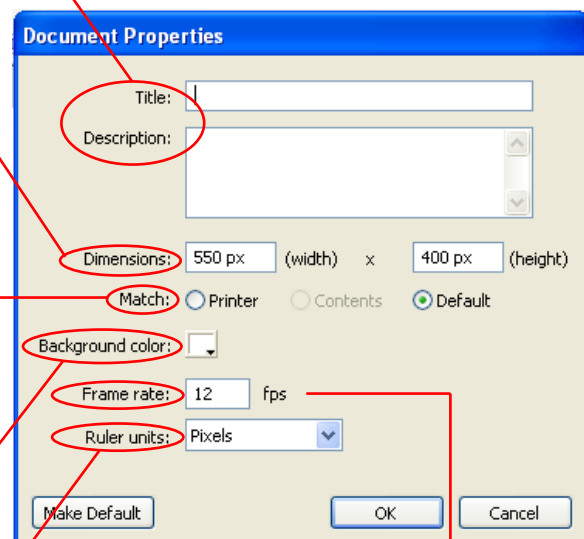 Document Properties
Title:
Description:
Dimensions: 550 px (width) x 400 px (height)
Match: Printer Contents Default
Background color:
Frame rate: 12 fps
Ruler units: Pixels
Make Default OK Cancel